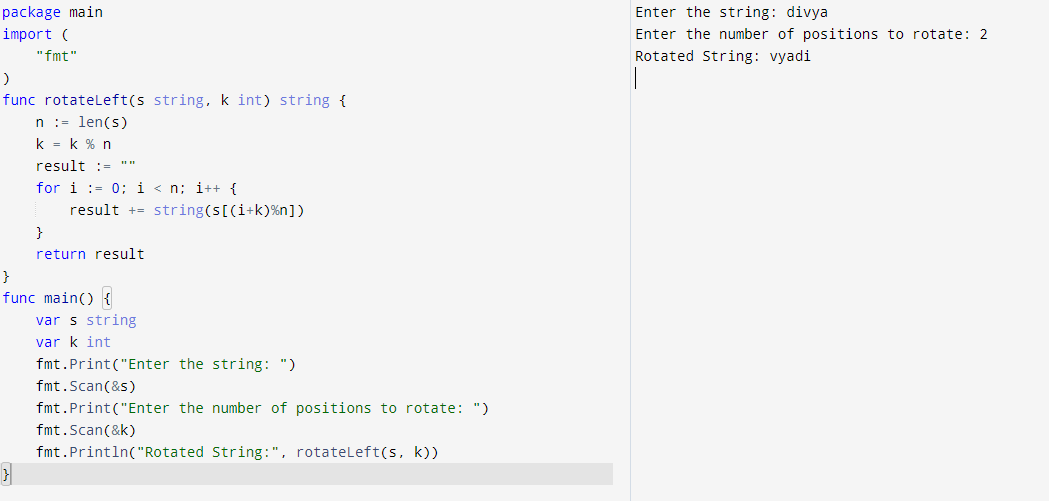 package main
import (
    "fmt"
)
func rotateLeft(s string, k int) string {
    n := len(s)
    k = k % n
    result := ""
    for i := 0; i < n; i++ {
        result += string(s[(i+k)%n])
    }
    return result
}
func main() {
    var s string
    var k int
    fmt.Print("Enter the string: ")
    fmt.Scan(&s)
    fmt.Print("Enter the number of positions to rotate: ")
    fmt.Scan(&k)
    fmt.Println("Rotated String:", rotateLeft(s, k))
}
Enter the string: divya
Enter the number of positions to rotate: 2
Rotated String: vyadi